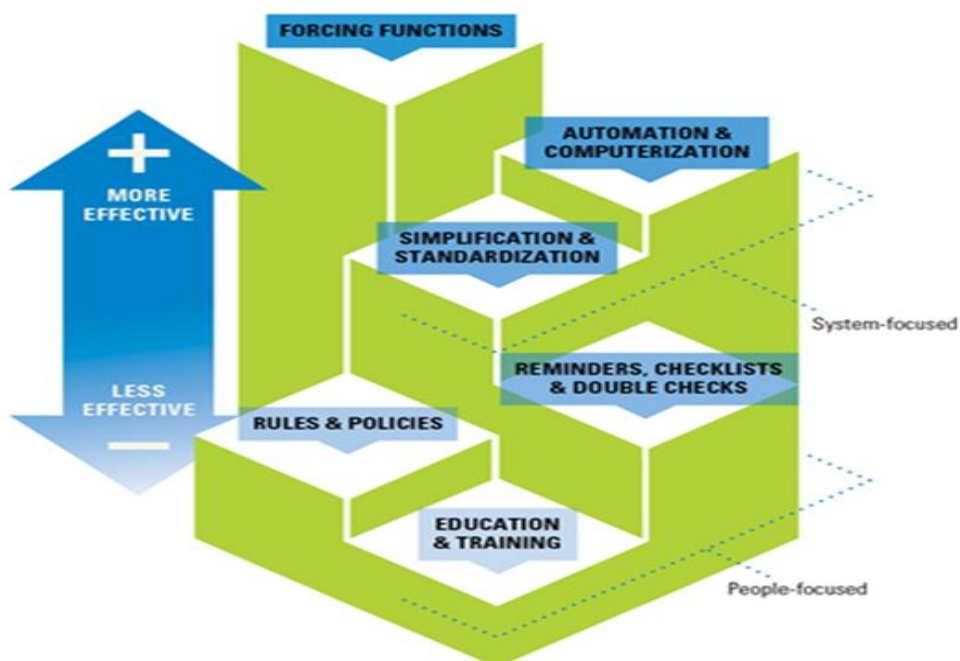 FORCING FUNCTIONS
AUTOMATION &
COMPUTERIZATION
+
MORE
EFFECTIVE
SIMPLIFICATION &
STANDARDIZATION
System-focused
REMINDERS, CHECKLISTS
& DOUBLE CHECKS
LESS
EFFECTIVE
−
RULES & POLICIES
EDUCATION
& TRAINING
People-focused